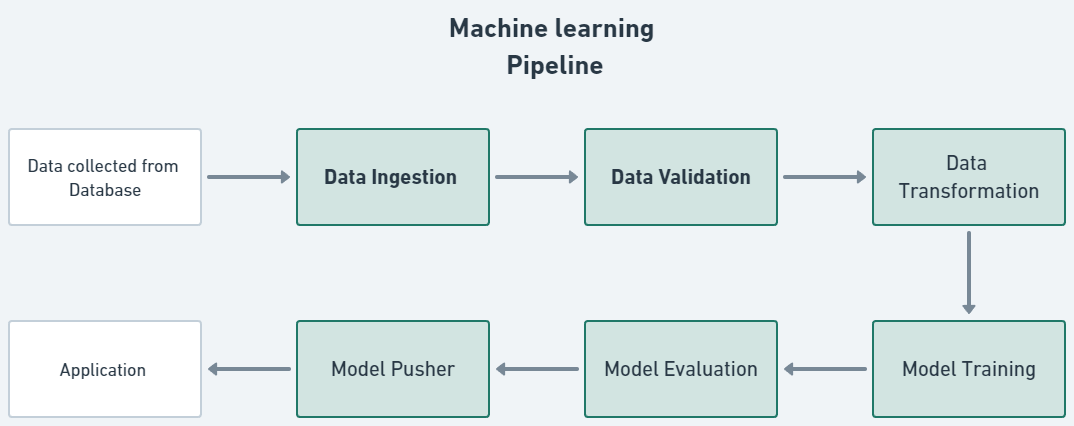 Machine learning
Pipeline
Data collected from
Database
Data Ingestion
Data Validation
Data
Transformation
Application
Model Pusher
Model Evaluation
Model Training